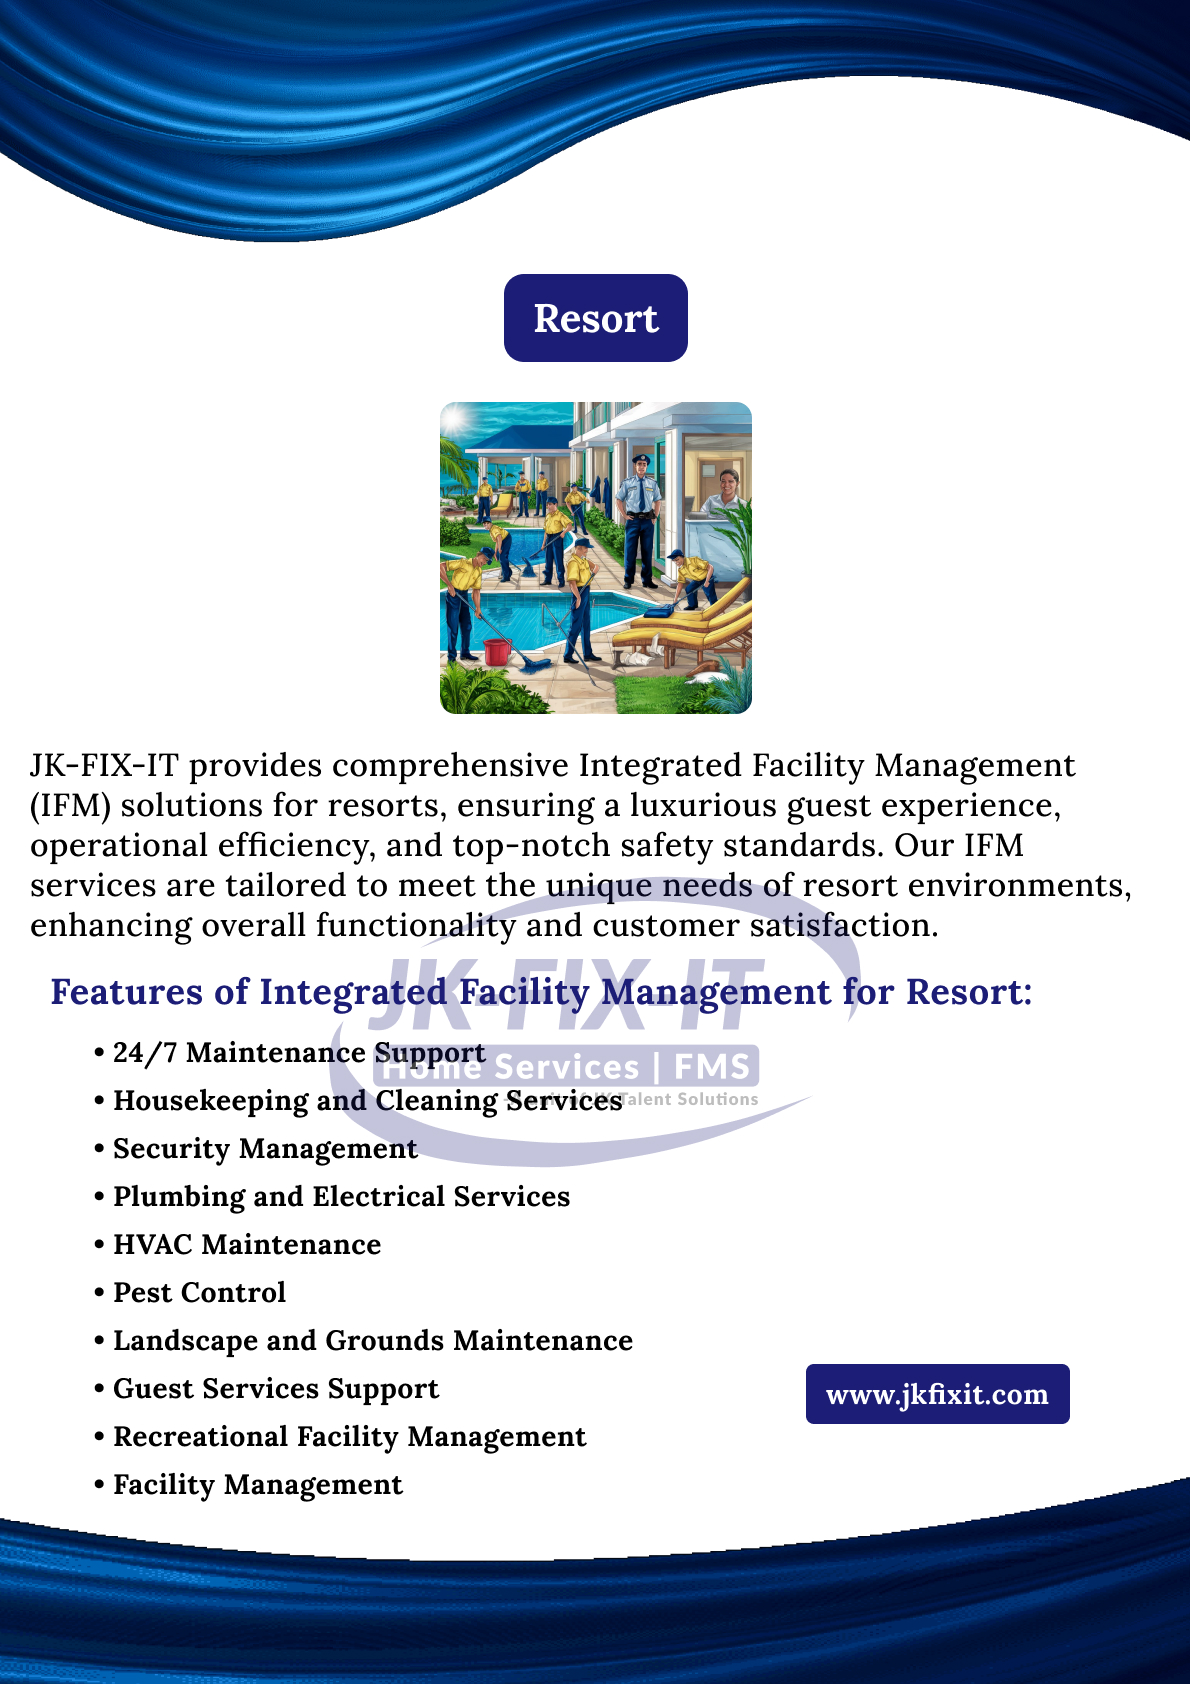 Resort
JK-FIX-IT provides comprehensive Integrated Facility Management
(IFM) solutions for resorts, ensuring a luxurious guest experience,
operational efficiency, and top-notch safety standards. Our IFM
services are tailored to meet the unique needs of resort environments,
enhancing overall functionality and customer satisfaction.
JK-FIX-IT
Features of Integrated Facility Management for Resort:
• 24/7 Maintenance Support
Home Services | FMS
• Housekeeping and Cleaning Services
Talent Solutions
• Security Management
• Plumbing and Electrical Services
• HVAC Maintenance
• Pest Control
• Landscape and Grounds Maintenance
• Guest Services Support
www.jkfixit.com
• Recreational Facility Management
• Facility Management